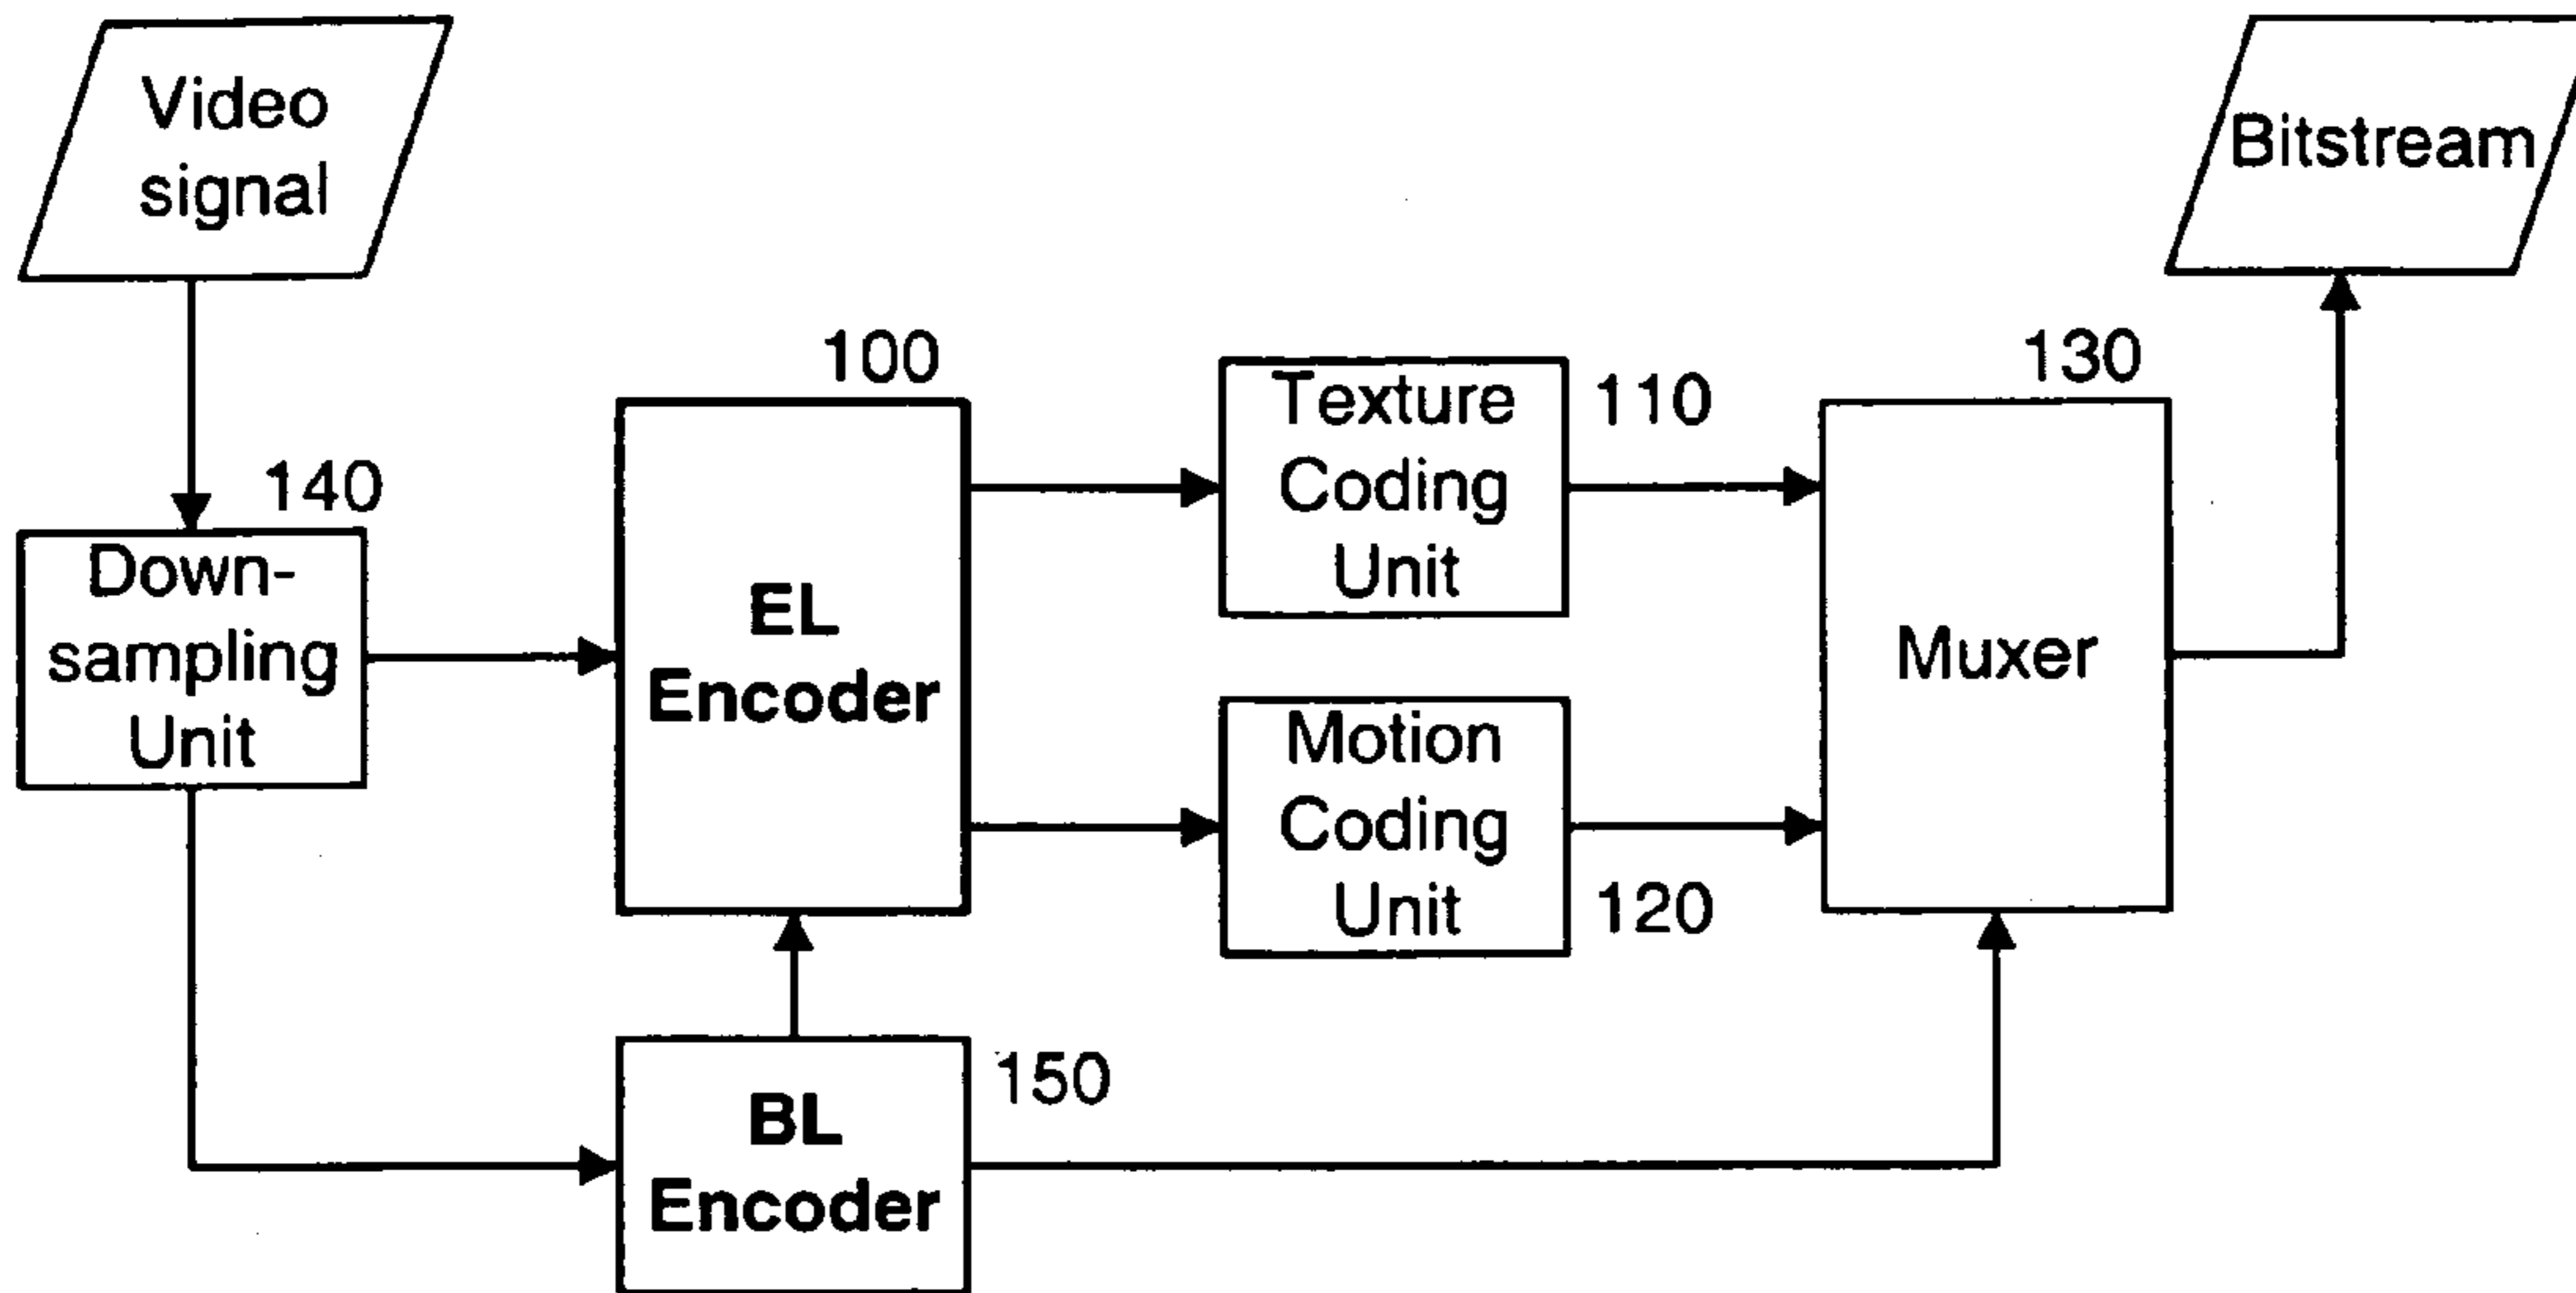 Video
signal
Bitstream
100
110
130
140
Texture
Coding
Unit
Down-
sampling
Unit
EL
Encoder
Muxer
Motion
Coding
Unit
120
150
BL
Encoder